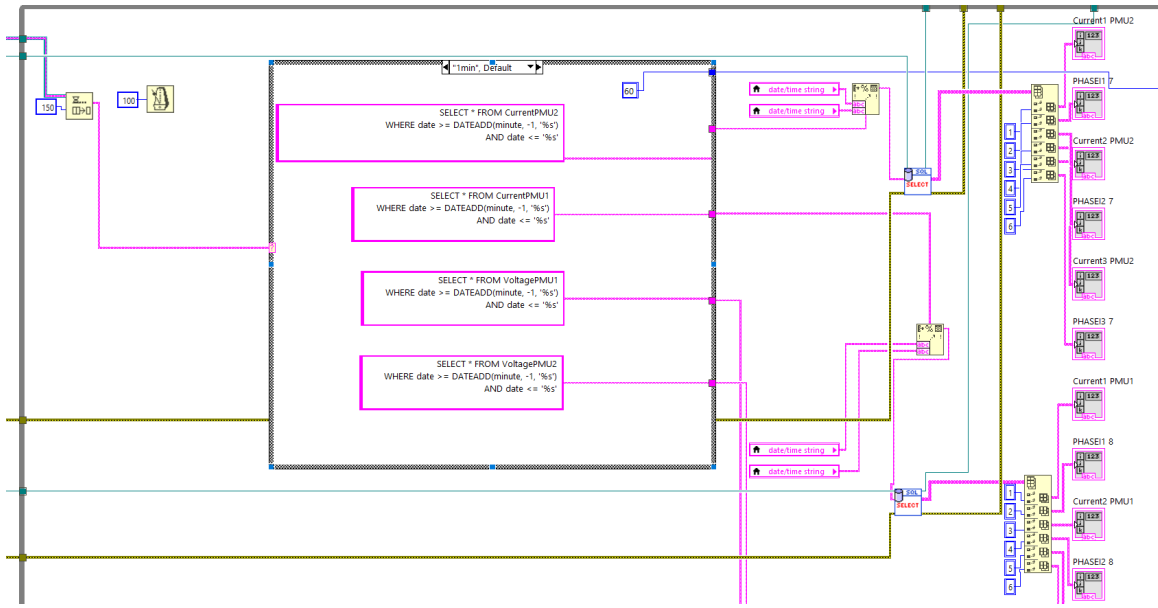 "1min", Default
SELECT * FROM CurrentPMU2
WHERE date >= DATEADD(minute, -1, '%s')
AND date <= '%s'
SELECT * FROM CurrentPMU1
WHERE date >= DATEADD(minute, -1, '%s')
AND date <= '%s'
SELECT * FROM VoltagePMU1
WHERE date >= DATEADD(minute, -1, '%s')
AND date <= '%s'
SELECT * FROM VoltagePMU2
WHERE date >= DATEADD(minute, -1, '%s')
AND date <= '%s'
150
100
60
date/time string
date/time string
date/time string
date/time string
SQL
SELECT
SQL
SELECT
1
2
3
4
5
6
1
2
3
4
5
6
Current1 PMU2
PHASEI1 7
Current2 PMU2
PHASEI2 7
Current3 PMU2
PHASEI3 7
Current1 PMU1
PHASEI1 8
Current2 PMU1
PHASEI2 8